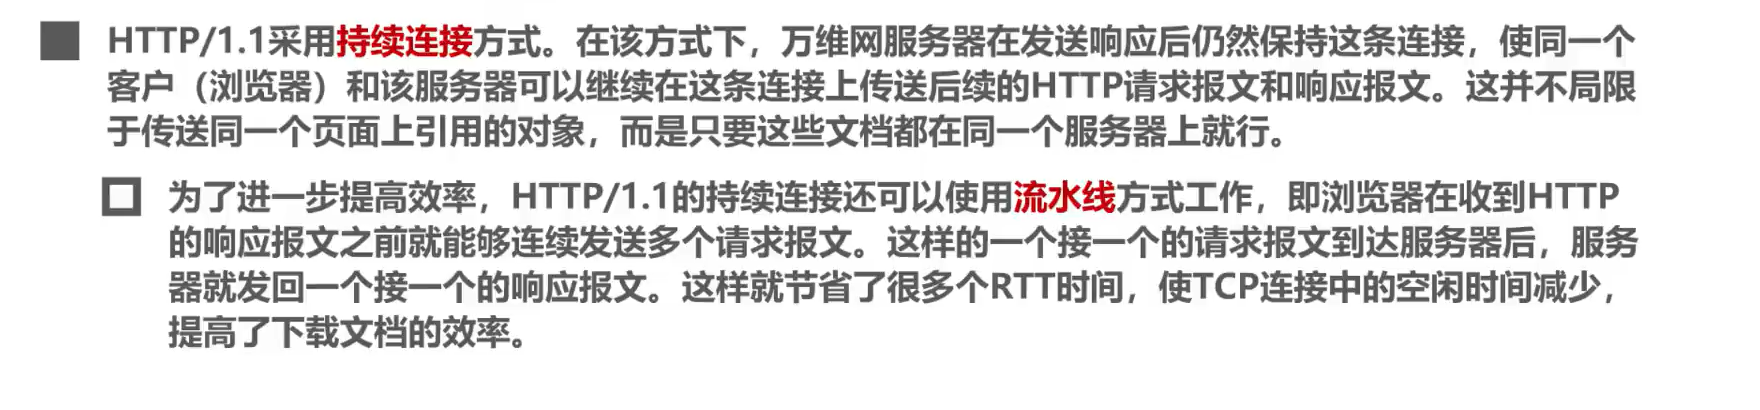 HTTP/1.1采用持续连接方式。在该方式下，万维网服务器在发送响应后仍然保持这条连接，使同一个
客户（浏览器）和该服务器可以继续在这条连接上传送后续的HTTP请求报文和响应报文。这并不局限
于传送同一个页面上引用的对象，而是只要这些文档都在同一个服务器上就行。
为了进一步提高效率，HTTP/1.1的持续连接还可以使用流水线方式工作，即浏览器在收到HTTP
的响应报文之前就能够连续发送多个请求报文。这样的一个接一个的请求报文到达服务器后，服务
器就发回一个接一个的响应报文。这样就节省了很多个RTT时间，使TCP连接中的空闲时间减少，
提高了下载文档的效率。